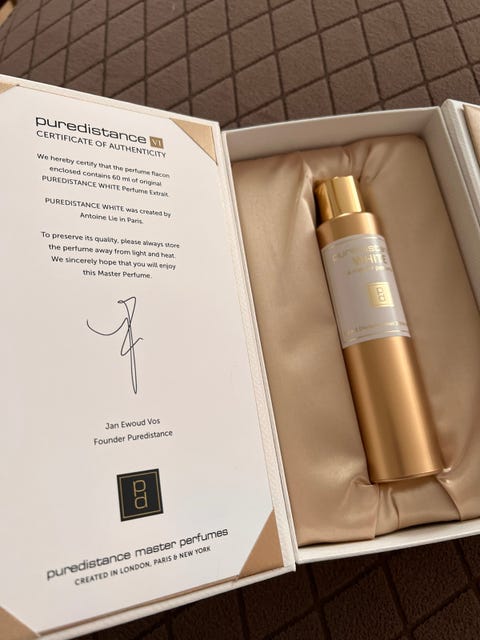 puredistance VI
CERTIFICATE OF AUTHENTICITY
We hereby certify that the perfume flacon
enclosed contains 60 ml of original
PUREDISTANCE WHITE Perfume Extrait.
PUREDISTANCE WHITE was created by
Antoine Lie in Paris.
To preserve its quality, please always store
the perfume away from light and heat.
We sincerely hope that you will enjoy
this Master Perfume.
Jan Ewoud Vos
Founder Puredistance
pd
puredistance master perfumes
CREATED IN LONDON, PARIS & NEW YORK
WHITE
pd